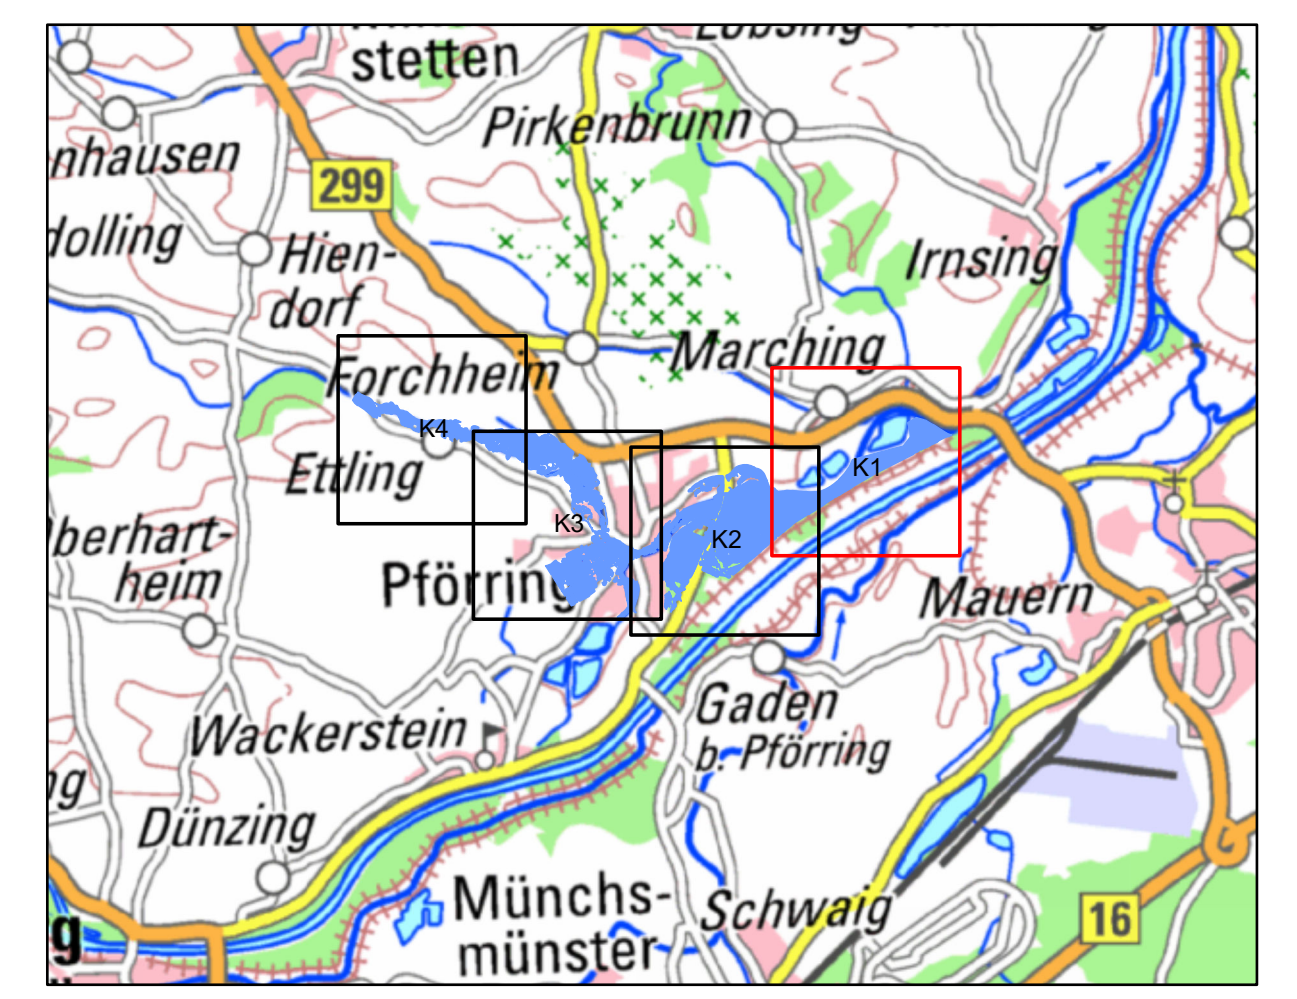 stetten
Pirkenbrunn
nhausen
299
dolling
Hien-
dorf
Irnsing
Marching
Forchheim
K4
Ettling
K1
K3
K2
berhart-
heim
Pförring
Mauern
Gaden
b. Pförring
Wackerstein
ng
Dünzing
Münchs-
münster
Schwaig
16
g